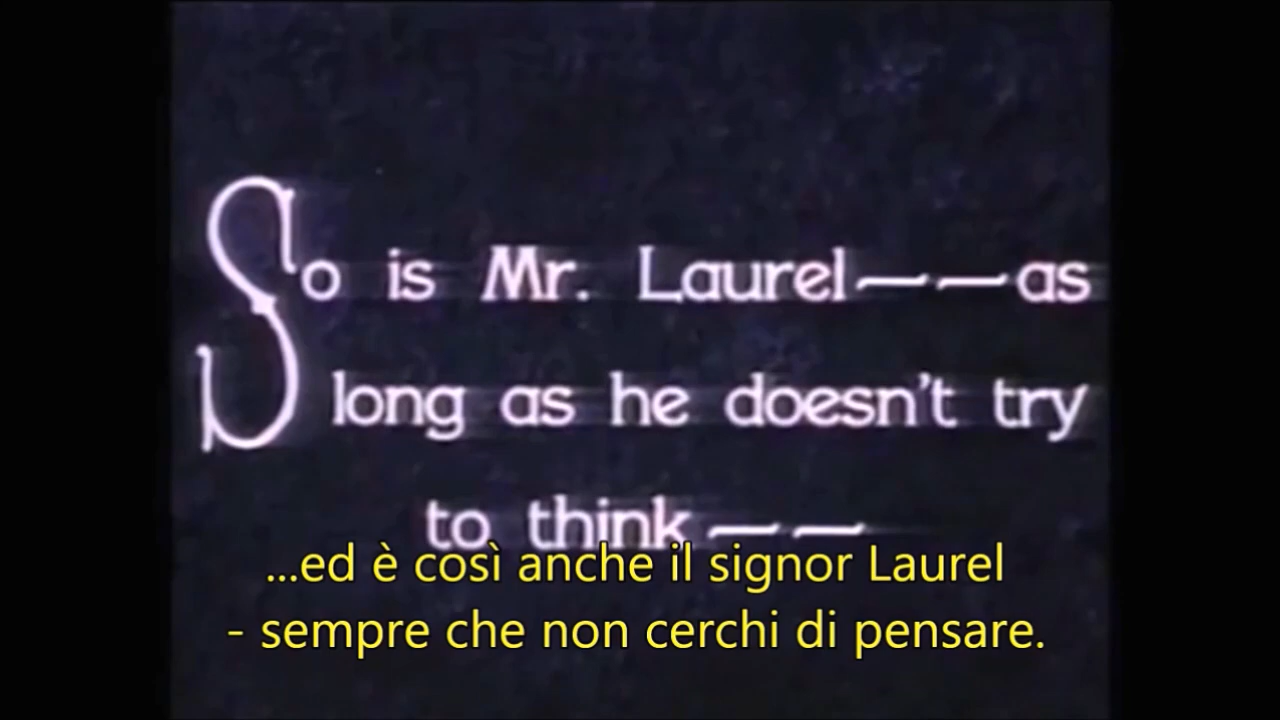 So is Mr. Laurel——as
long as he doesn't try
to think——
...ed è così anche il signor Laurel
- sempre che non cerchi di pensare.